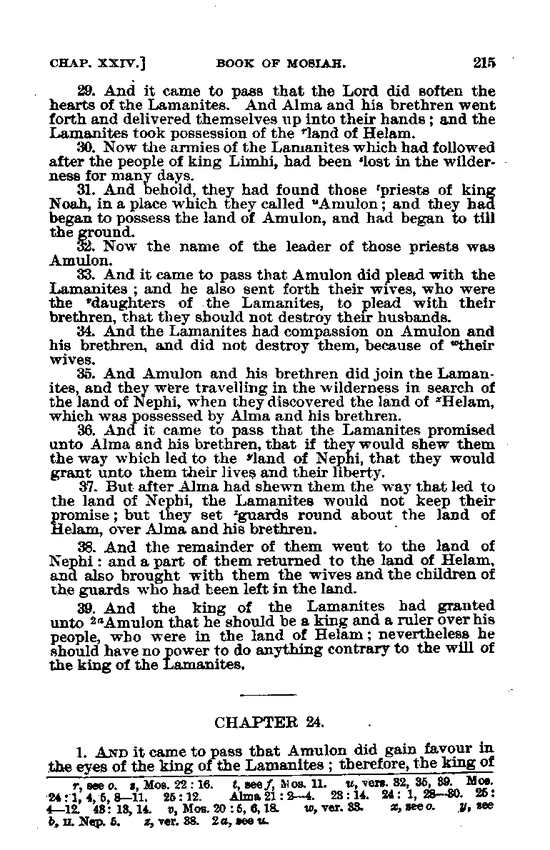 CHAP. XXIV.] BOOK OF MOSIAH. 215
29. And it came to pass that the Lord did soften the
hearts of the Lamanites. And Alma and his brethren went
forth and delivered themselves up into their hands; and the
Lamanites took possession of the ʳland of Helam.
30. Now the armies of the Lamanites which had followed
after the people of king Limhi, had been ˢlost in the wilder-
ness for many days.
31. And behold, they had found those ᵗpriests of king
Noah, in a place which they called ᵘAmulon; and they had
began to possess the land of Amulon, and had began to till
the ground.
32. Now the name of the leader of those priests was
Amulon.
33. And it came to pass that Amulon did plead with the
Lamanites; and he also sent forth their wives, who were
the ᵛdaughters of the Lamanites, to plead with their
brethren, that they should not destroy their husbands.
34. And the Lamanites had compassion on Amulon and
his brethren, and did not destroy them, because of ʷtheir
wives.
35. And Amulon and his brethren did join the Laman-
ites, and they were travelling in the wilderness in search of
the land of Nephi, when they discovered the land of ˣHelam,
which was possessed by Alma and his brethren.
36. And it came to pass that the Lamanites promised
unto Alma and his brethren, that if they would shew them
the way which led to the ʸland of Nephi, that they would
grant unto them their lives and their liberty.
37. But after Alma had shewn them the way that led to
the land of Nephi, the Lamanites would not keep their
promise; but they set ᶻguards round about the land of
Helam, over Alma and his brethren.
38. And the remainder of them went to the land of
Nephi: and a part of them returned to the land of Helam,
and also brought with them the wives and the children of
the guards who had been left in the land.
39. And the king of the Lamanites had granted
unto ²ᵃAmulon that he should be a king and a ruler over his
people, who were in the land of Helam; nevertheless he
should have no power to do anything contrary to the will of
the king of the Lamanites.
CHAPTER 24.
1. AND it came to pass that Amulon did gain favour in
the eyes of the king of the Lamanites; therefore, the king of
r, see o. s, Mos. 22:16. t, see f, Mos. 11. u, vers. 32, 35, 39. Mos.
24:1, 4, 5, 8—11. 25:12. Alma 21:2—4. 23:14. 24:1, 28—30. 25:
4—12. 43:13, 14. v, Mos. 20:5, 6, 18. w, ver. 33. x, see o. y, see
b, II. Nep. 5. z, ver. 38. 2a, see u.